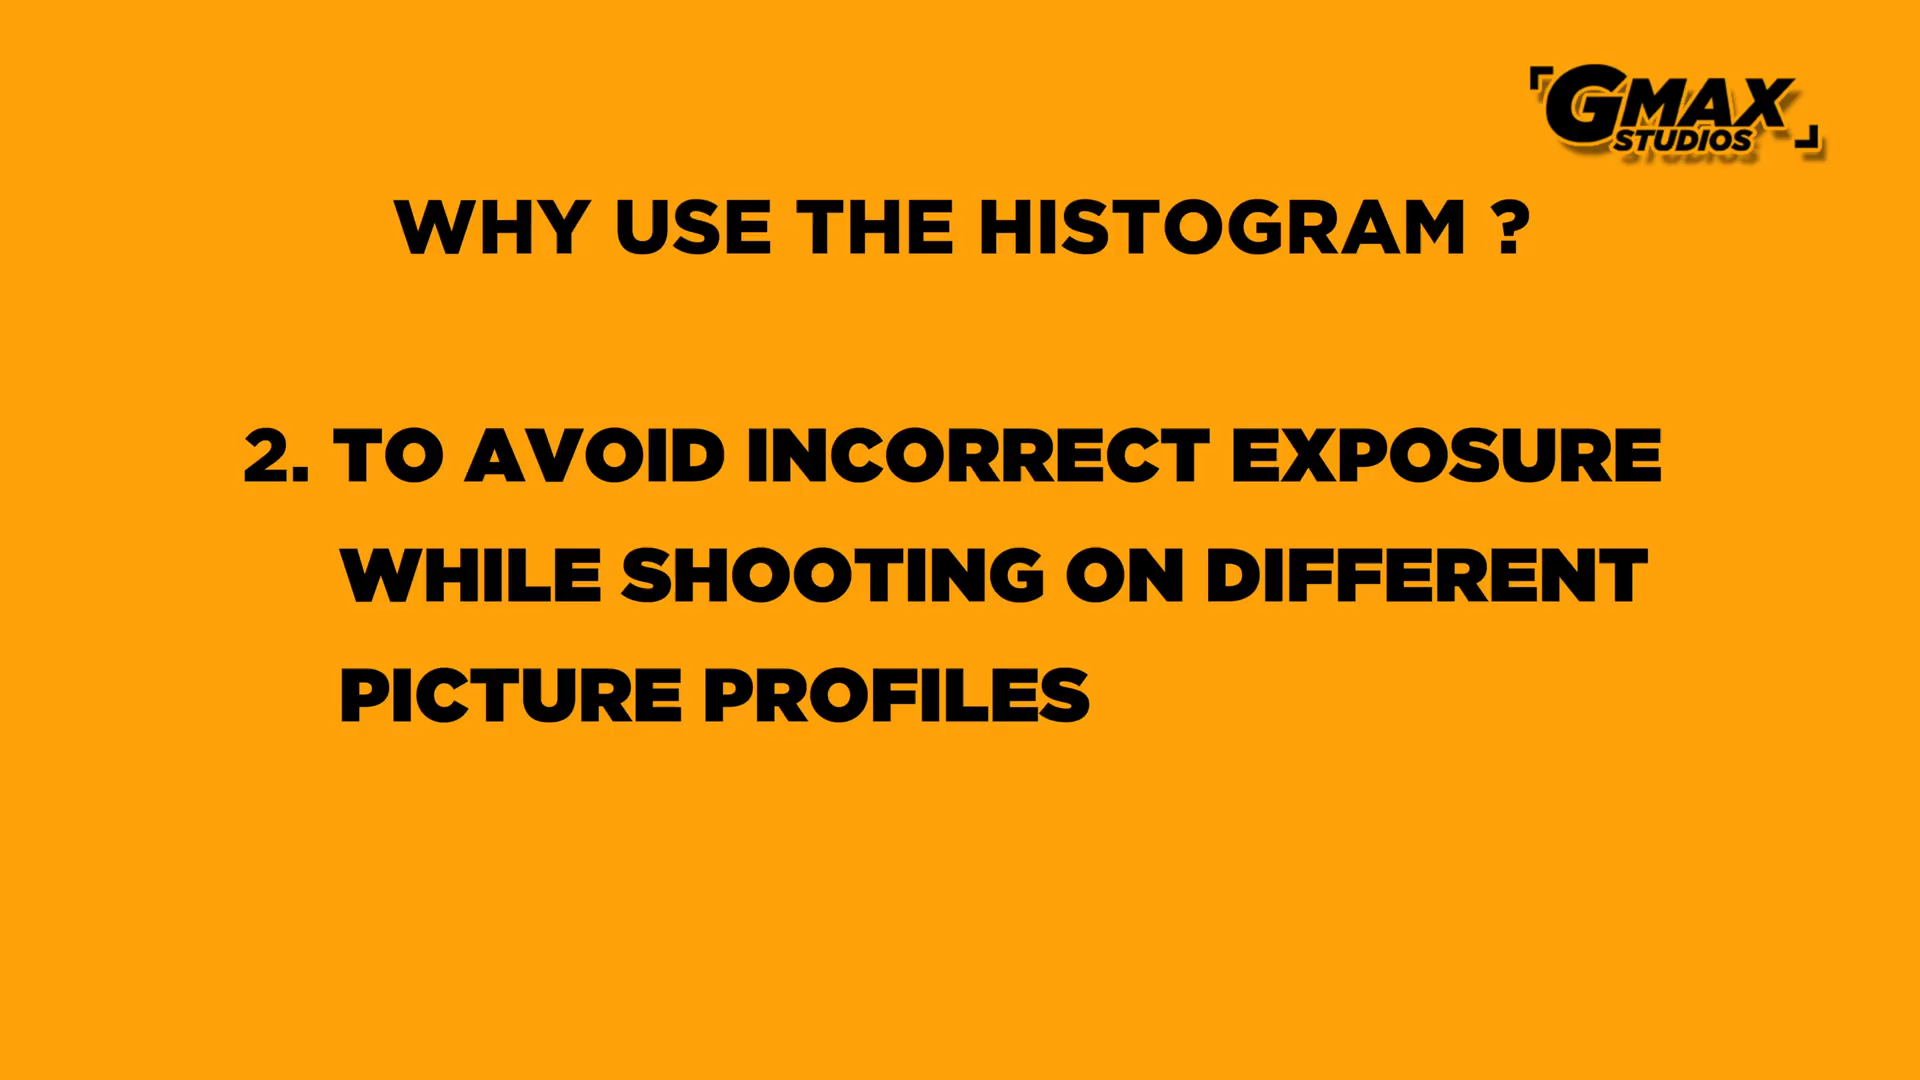 GMAX
STUDIOS
WHY USE THE HISTOGRAM ?
2. TO AVOID INCORRECT EXPOSURE
WHILE SHOOTING ON DIFFERENT
PICTURE PROFILES